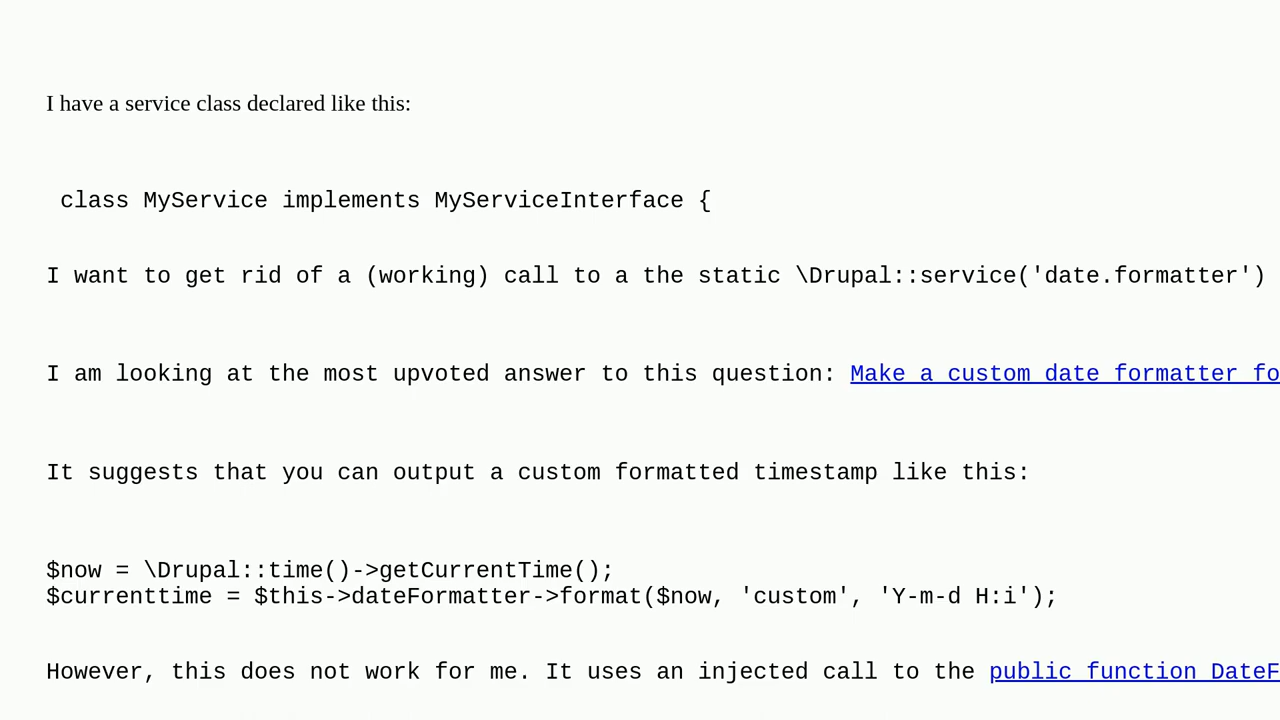 I have a service class declared like this:
class MyService implements MyServiceInterface {
I want to get rid of a (working) call to a the static \Drupal::service('date.formatter')
I am looking at the most upvoted answer to this question: Make a custom date formatter
It suggests that you can output a custom formatted timestamp like this:
$now = \Drupal::time()->getCurrentTime();
$currenttime = $this->dateFormatter->format($now, 'custom', 'Y-m-d H:i');
However, this does not work for me. It uses an injected call to the public function